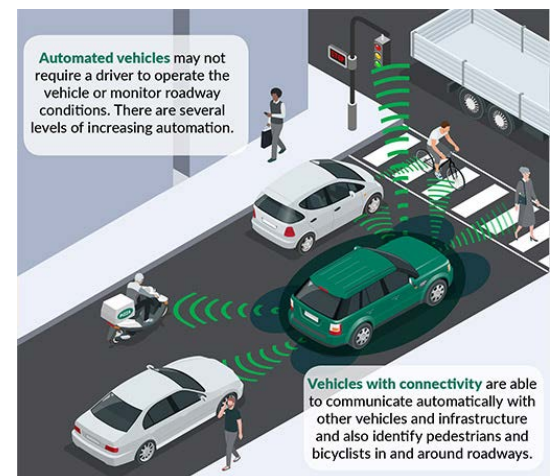 Automated vehicles may not
require a driver to operate the
vehicle or monitor roadway
conditions. There are several
levels of increasing automation.
Vehicles with connectivity are able
to communicate automatically with
other vehicles and infrastructure
and also identify pedestrians and
bicyclists in and around roadways.